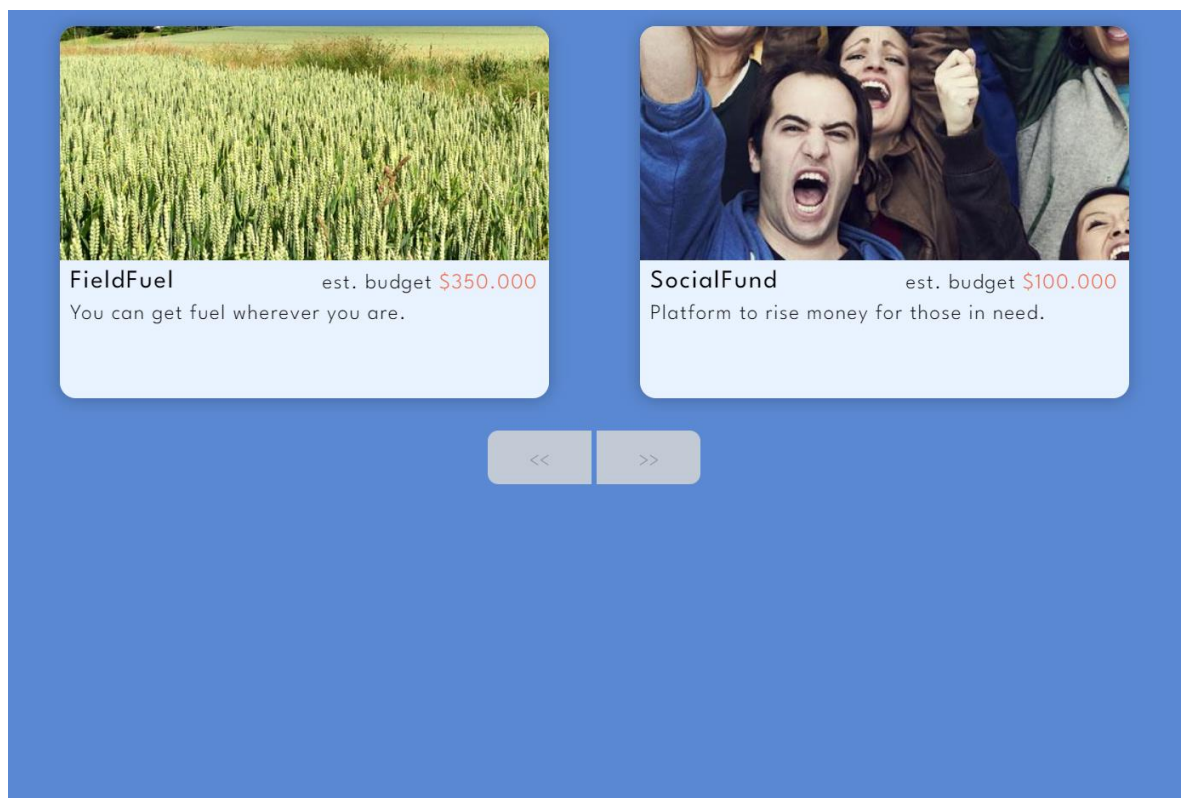 FieldFuel est. budget $350.000
You can get fuel wherever you are.
SocialFund est. budget $100.000
Platform to rise money for those in need.
<< >>